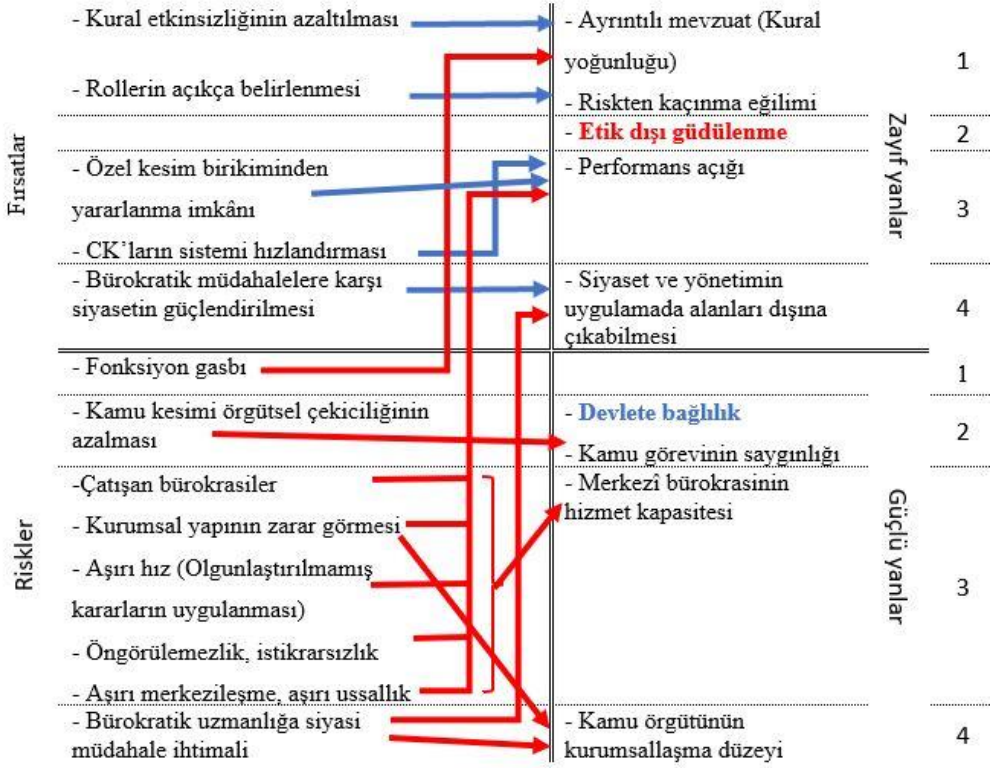 Fırsatlar
- Kural etkinsizliğinin azaltılması
- Rollerin açıkça belirlenmesi
- Özel kesim birikiminden
yararlanma imkânı
- CK’ların sistemi hızlandırması
- Bürokratik müdahalelere karşı
siyasetin güçlendirilmesi
- Ayrıntılı mevzuat (Kural
yoğunluğu)
- Riskten kaçınma eğilimi
- Etik dışı güdülenme
- Performans açığı
- Siyaset ve yönetimin
uygulamada alanları dışına
çıkabilmesi
Zayıf yanlar
1
2
3
4
Riskler
- Fonksiyon gasbı
- Kamu kesimi örgütsel çekiciliğinin
azalması
-Çatışan bürokrasiler
- Kurumsal yapının zarar görmesi
- Aşırı hız (Olgunlaştırılmamış
kararların uygulanması)
- Öngörülemezlik, istikrarsızlık
- Aşırı merkezileşme, aşırı ussallık
- Bürokratik uzmanlığa siyasi
müdahale ihtimali
- Devlete bağlılık
- Kamu görevinin saygınlığı
- Merkezî bürokrasinin
hizmet kapasitesi
- Kamu örgütünün
kurumsallaşma düzeyi
Güçlü yanlar
1
2
3
4